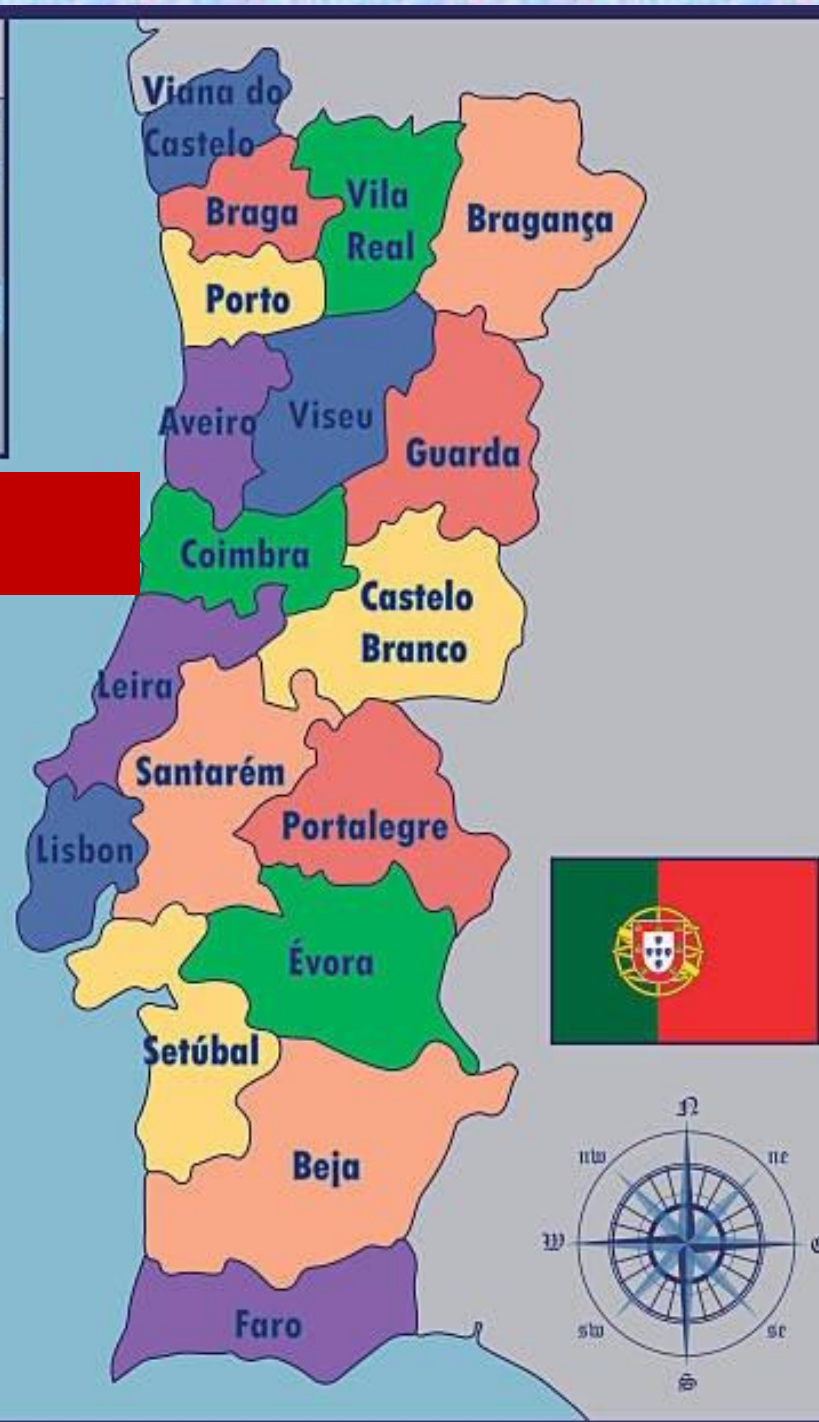 Viana do
Castelo
Braga
Vila
Real
Bragança
Porto
Aveiro
Viseu
Guarda
Coimbra
Castelo
Branco
Leira
Santarém
Portalegre
Lisbon
Évora
Setúbal
Beja
Faro
N
nw
ne
W
sw
se
S